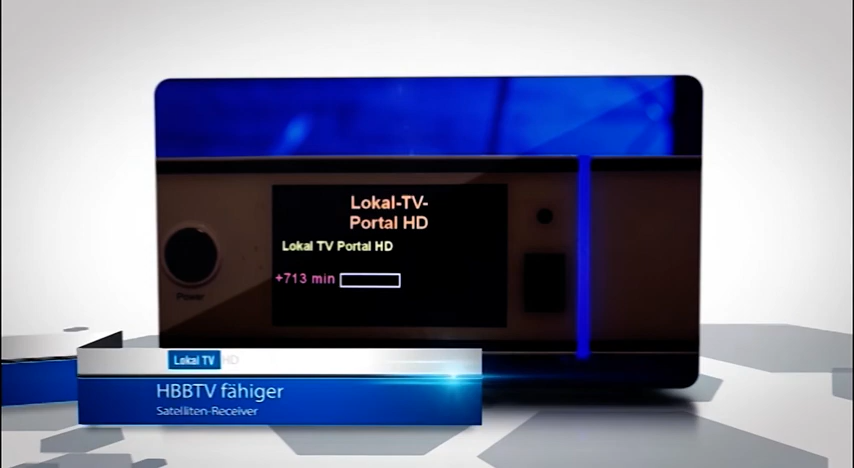 Lokal-TV-
Portal HD
Lokal TV Portal HD
+713 min
Power
Lokal TV HD
HBBTV fähiger
Satelliten-Receiver